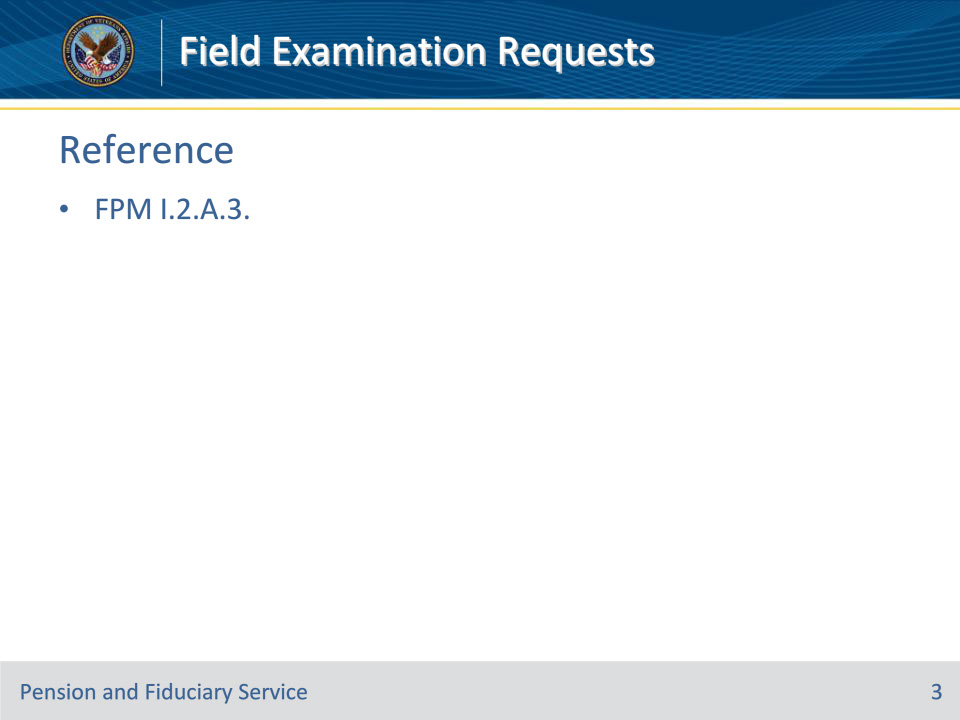 Field Examination Requests
Reference
• FPM I.2.A.3.
Pension and Fiduciary Service
3